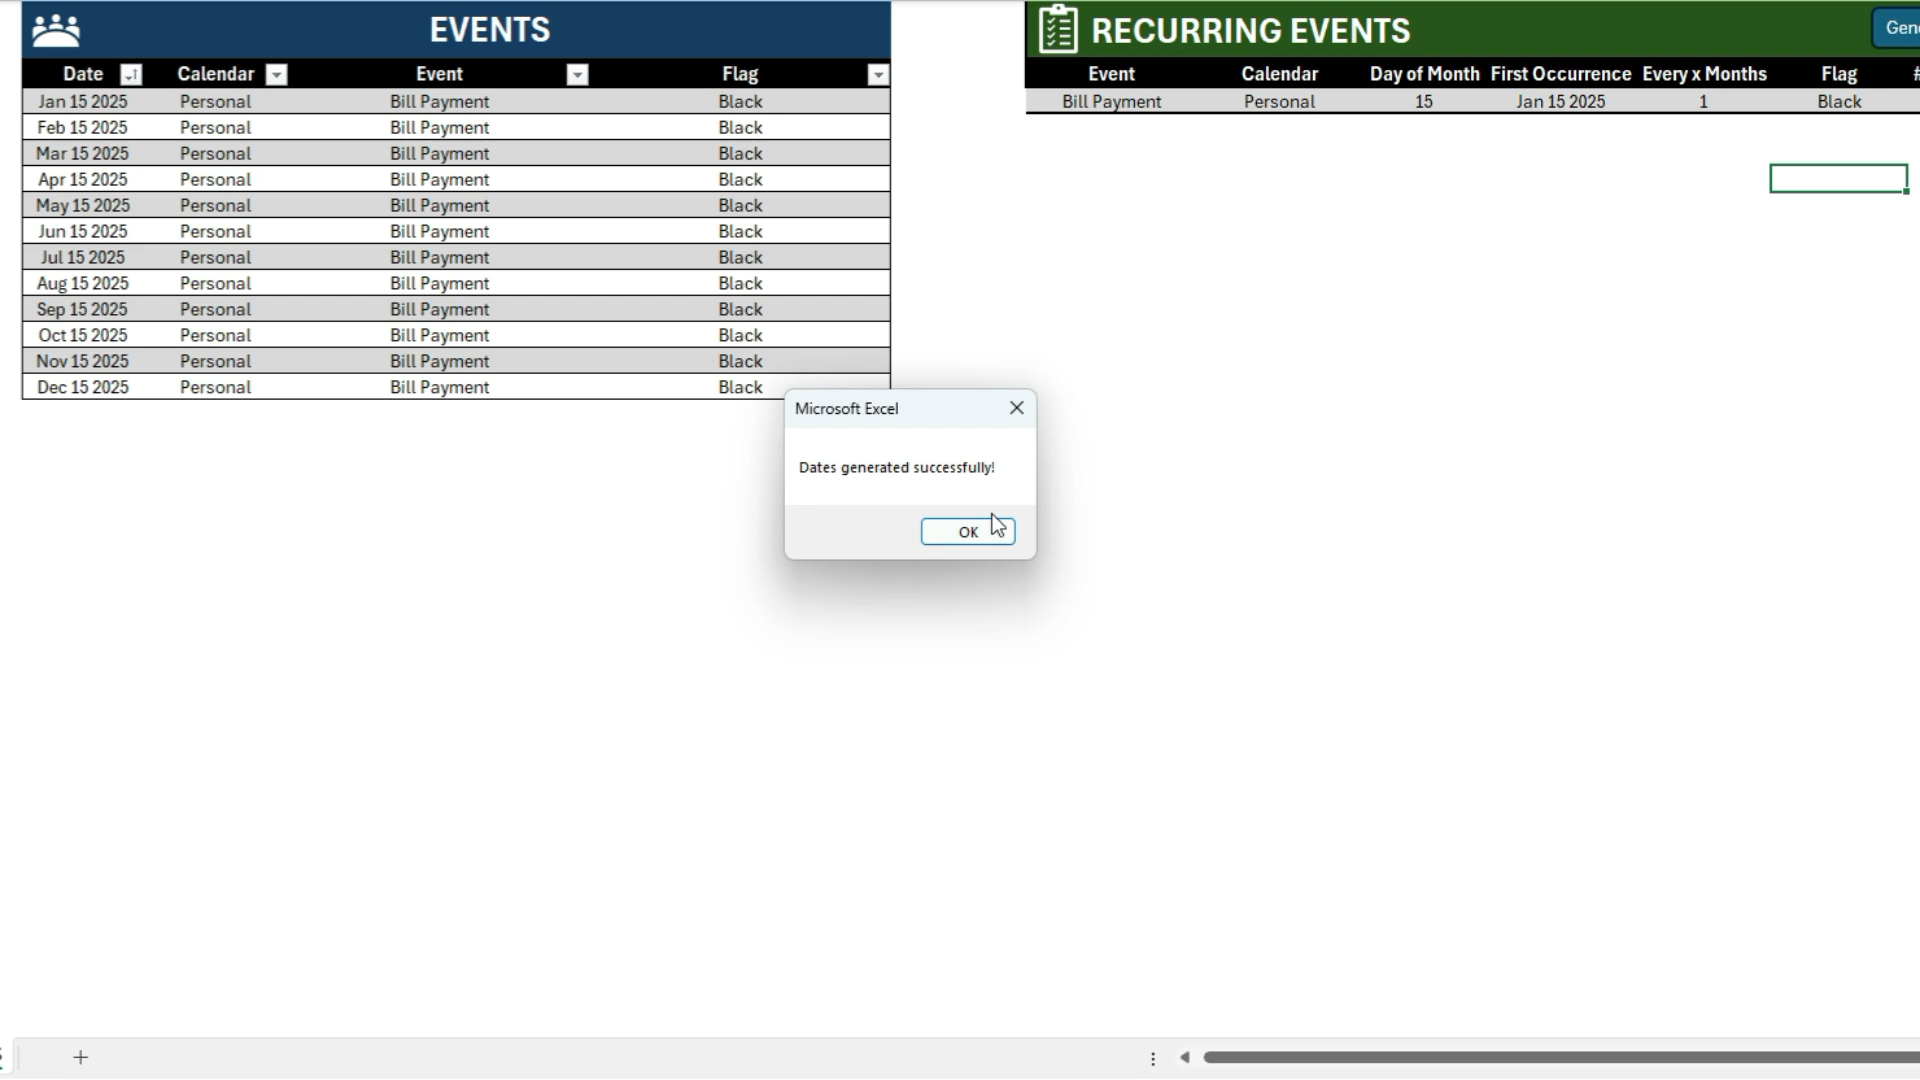 EVENTS
Date Calendar Event Flag
Jan 15 2025 Personal Bill Payment Black
Feb 15 2025 Personal Bill Payment Black
Mar 15 2025 Personal Bill Payment Black
Apr 15 2025 Personal Bill Payment Black
May 15 2025 Personal Bill Payment Black
Jun 15 2025 Personal Bill Payment Black
Jul 15 2025 Personal Bill Payment Black
Aug 15 2025 Personal Bill Payment Black
Sep 15 2025 Personal Bill Payment Black
Oct 15 2025 Personal Bill Payment Black
Nov 15 2025 Personal Bill Payment Black
Dec 15 2025 Personal Bill Payment Black
RECURRING EVENTS
Event Calendar Day of Month First Occurrence Every x Months Flag #
Bill Payment Personal 15 Jan 15 2025 1 Black
Microsoft Excel
Dates generated successfully!
OK